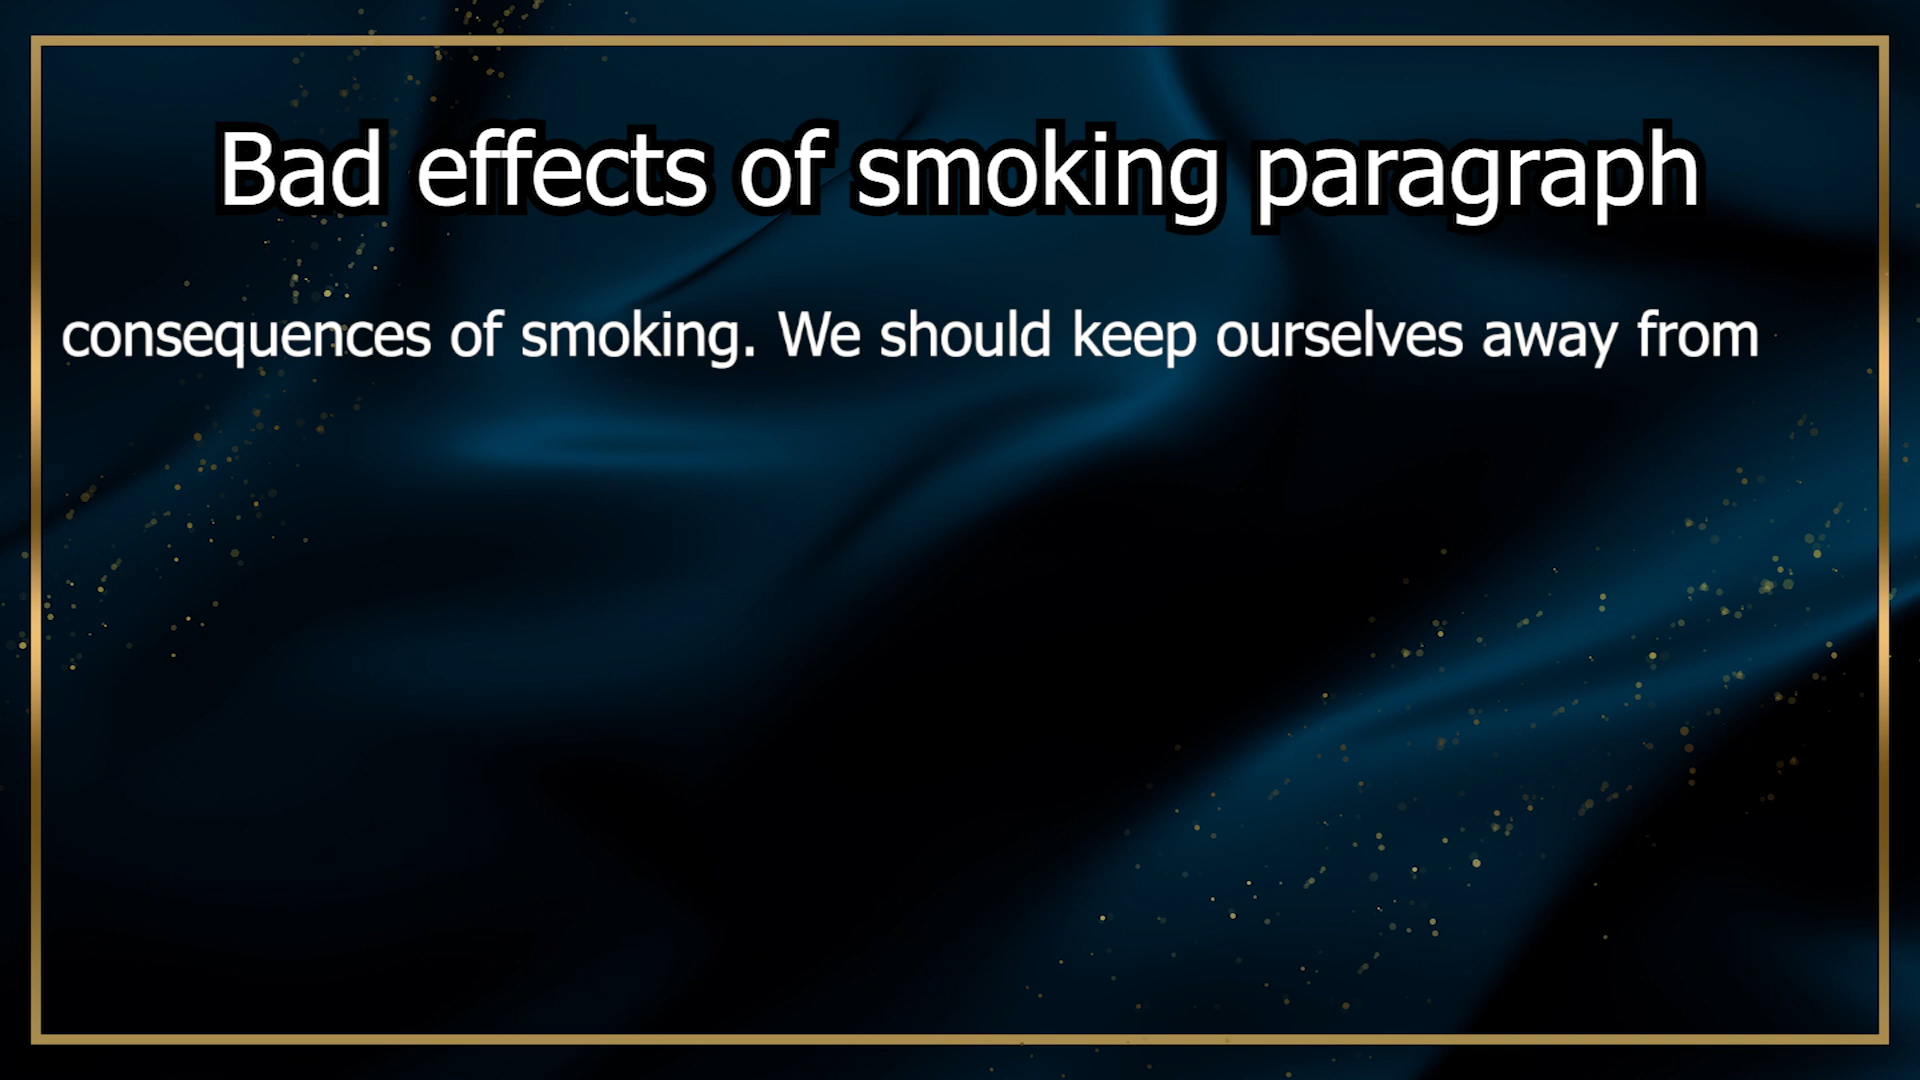 Bad effects of smoking paragraph
consequences of smoking. We should keep ourselves away from